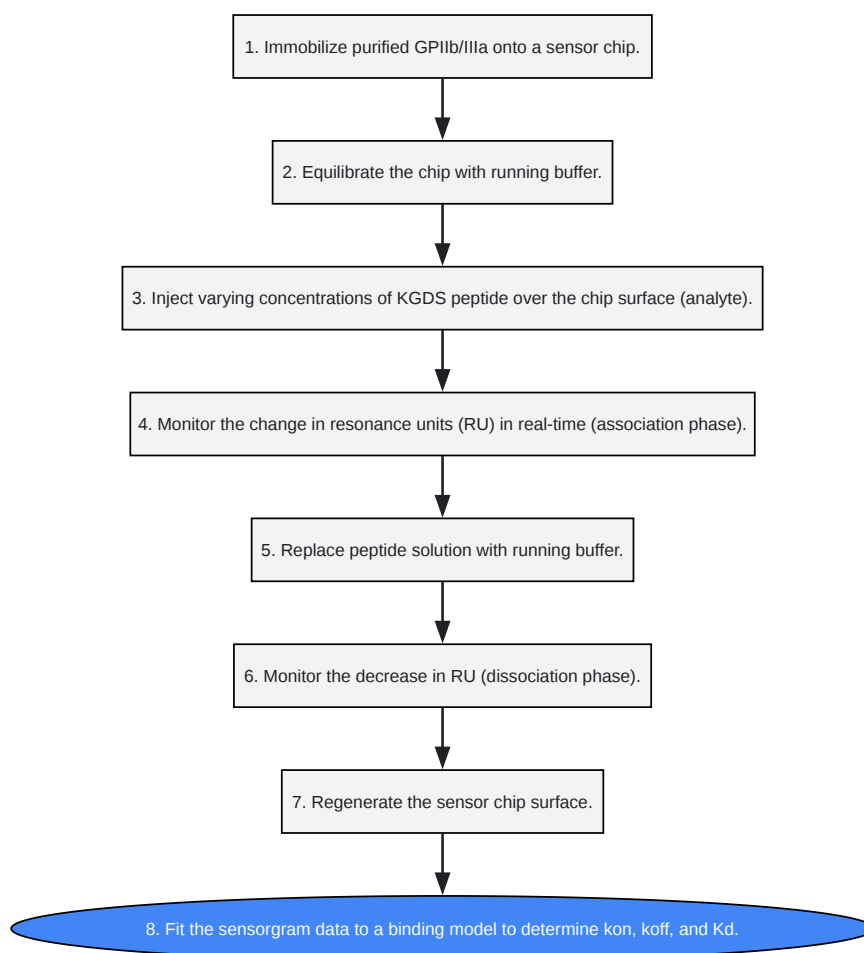 1. Immobilize purified GPIIb/IIIa onto a sensor chip.
2. Equilibrate the chip with running buffer.
3. Inject varying concentrations of KGDS peptide over the chip surface (analyte).
4. Monitor the change in resonance units (RU) in real-time (association phase).
5. Replace peptide solution with running buffer.
6. Monitor the decrease in RU (dissociation phase).
7. Regenerate the sensor chip surface.
8. Fit the sensorgram data to a binding model to determine kon, koff, and Kd.